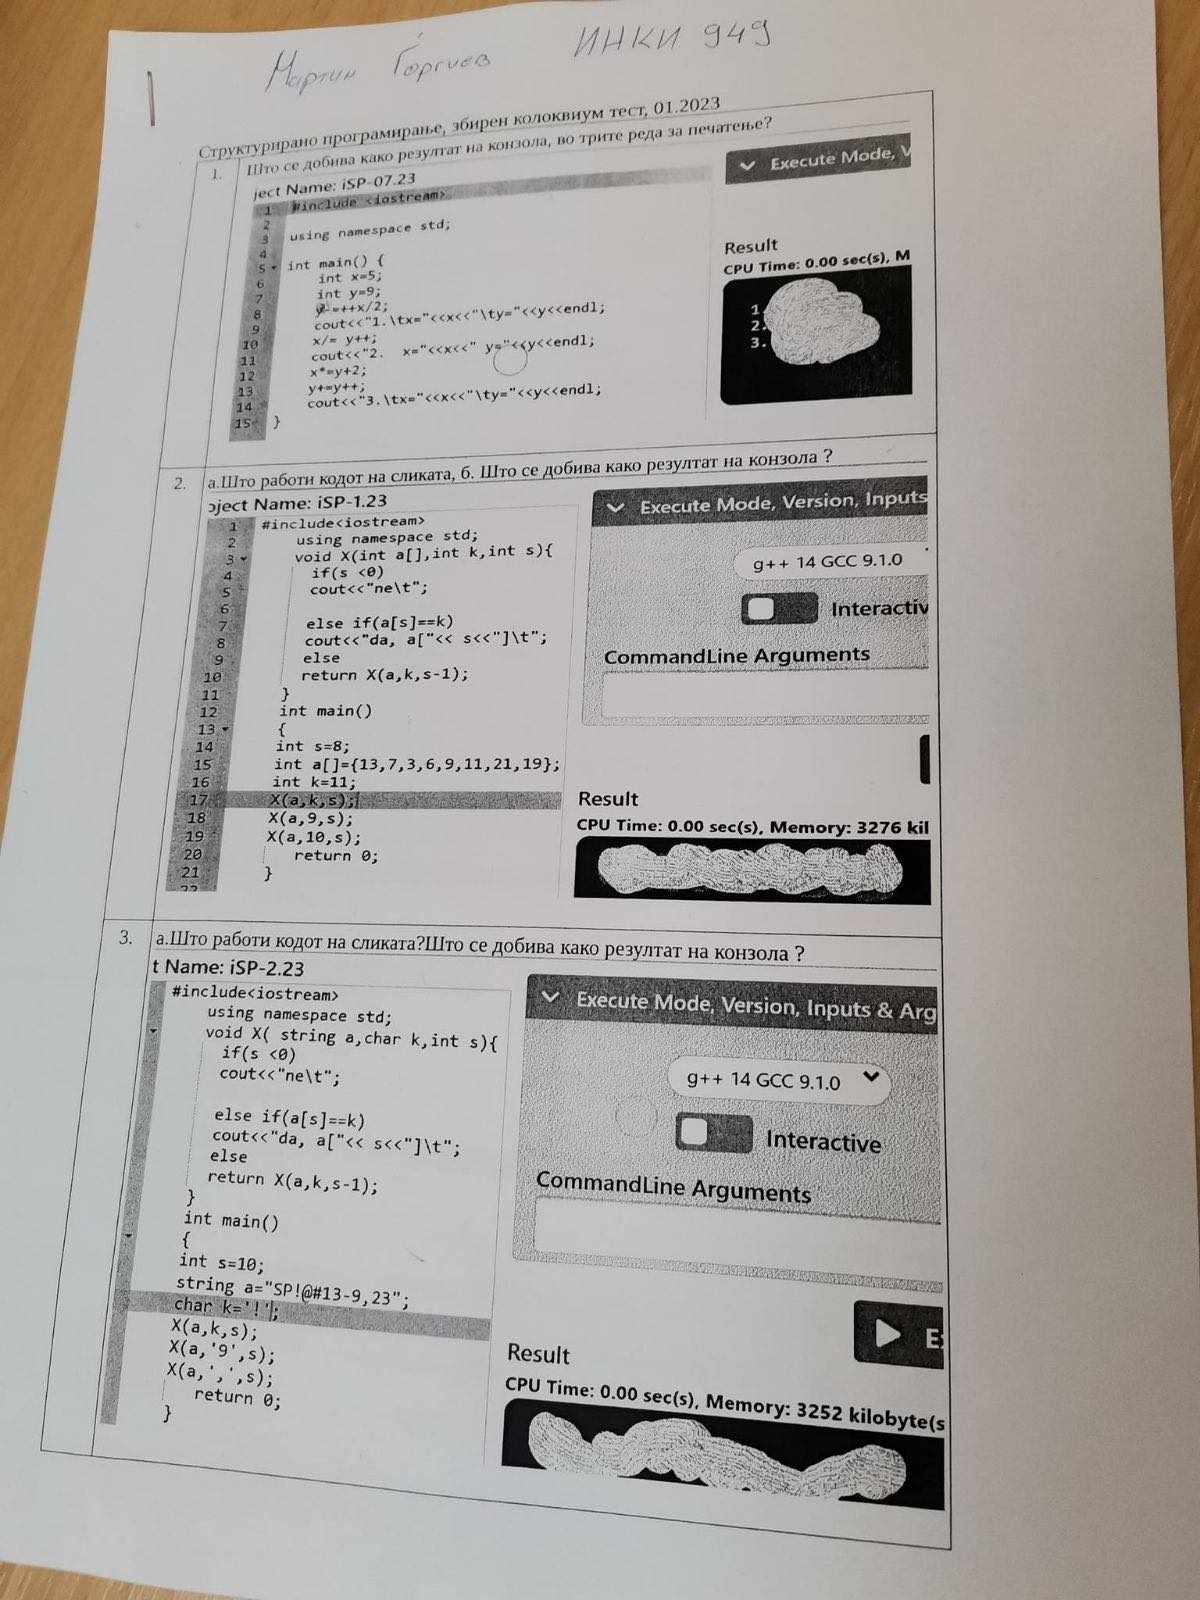 Мартин Ѓоргиев ИНКИ 949
Структурирано програмирање, збирен колоквиум тест, 01.2023
1. Што се добива како резултат на конзола, во трите реда за печатење?
ject Name: iSP-07.23
1 #include <iostream>
2
3 using namespace std;
4
5 int main() {
6 int x=5;
7 int y=9;
8 =++x/2;
9 cout<<"1.\tx="<<x<<"\ty="<<y<<endl;
10 x/= y++;
11 cout<<"2. x="<<x<<" y="<<y<<endl;
12 x*=y+2;
13 y+=y++;
14 cout<<"3.\tx="<<x<<"\ty="<<y<<endl;
15 }
Execute Mode, V
Result
CPU Time: 0.00 sec(s), M
1.
2.
3.
2. а.Што работи кодот на сликата, б. Што се добива како резултат на конзола ?
oject Name: iSP-1.23
1 #include<iostream>
2 using namespace std;
3 void X(int a[],int k,int s){
4 if(s <0)
5 cout<<"ne\t";
6
7 else if(a[s]==k)
8 cout<<"da, a["<< s<<"]\t";
9 else
10 return X(a,k,s-1);
11 }
12 int main()
13 {
14 int s=8;
15 int a[]={13,7,3,6,9,11,21,19};
16 int k=11;
17 X(a,k,s);
18 X(a,9,s);
19 X(a,10,s);
20 return 0;
21 }
22
Execute Mode, Version, Inputs
g++ 14 GCC 9.1.0
Interactiv
CommandLine Arguments
Result
CPU Time: 0.00 sec(s), Memory: 3276 kil
3. а.Што работи кодот на сликата?Што се добива како резултат на конзола ?
t Name: iSP-2.23
#include<iostream>
using namespace std;
void X( string a,char k,int s){
if(s <0)
cout<<"ne\t";
else if(a[s]==k)
cout<<"da, a["<< s<<"]\t";
else
return X(a,k,s-1);
}
int main()
{
int s=10;
string a="SP!@#13-9,23";
char k='!';
X(a,k,s);
X(a,'9',s);
X(a,',',s);
return 0;
}
Execute Mode, Version, Inputs & Arg
g++ 14 GCC 9.1.0
Interactive
CommandLine Arguments
E
Result
CPU Time: 0.00 sec(s), Memory: 3252 kilobyte(s